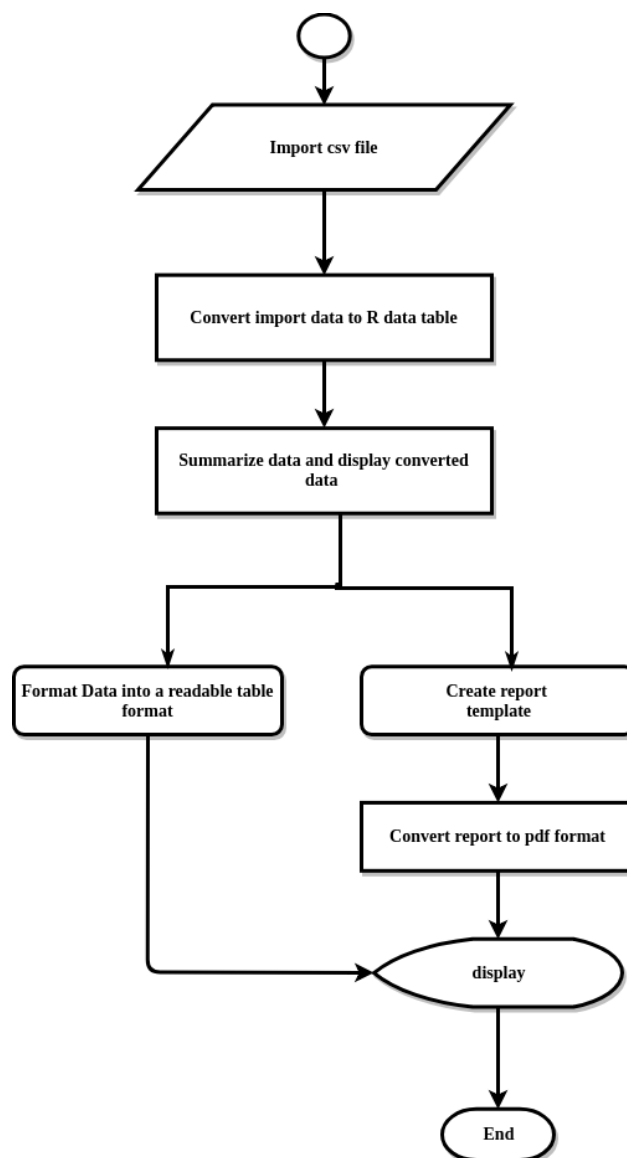 Import csv file
Convert import data to R data table
Summarize data and display converted
data
Format Data into a readable table
format
Create report
template
Convert report to pdf format
display
End